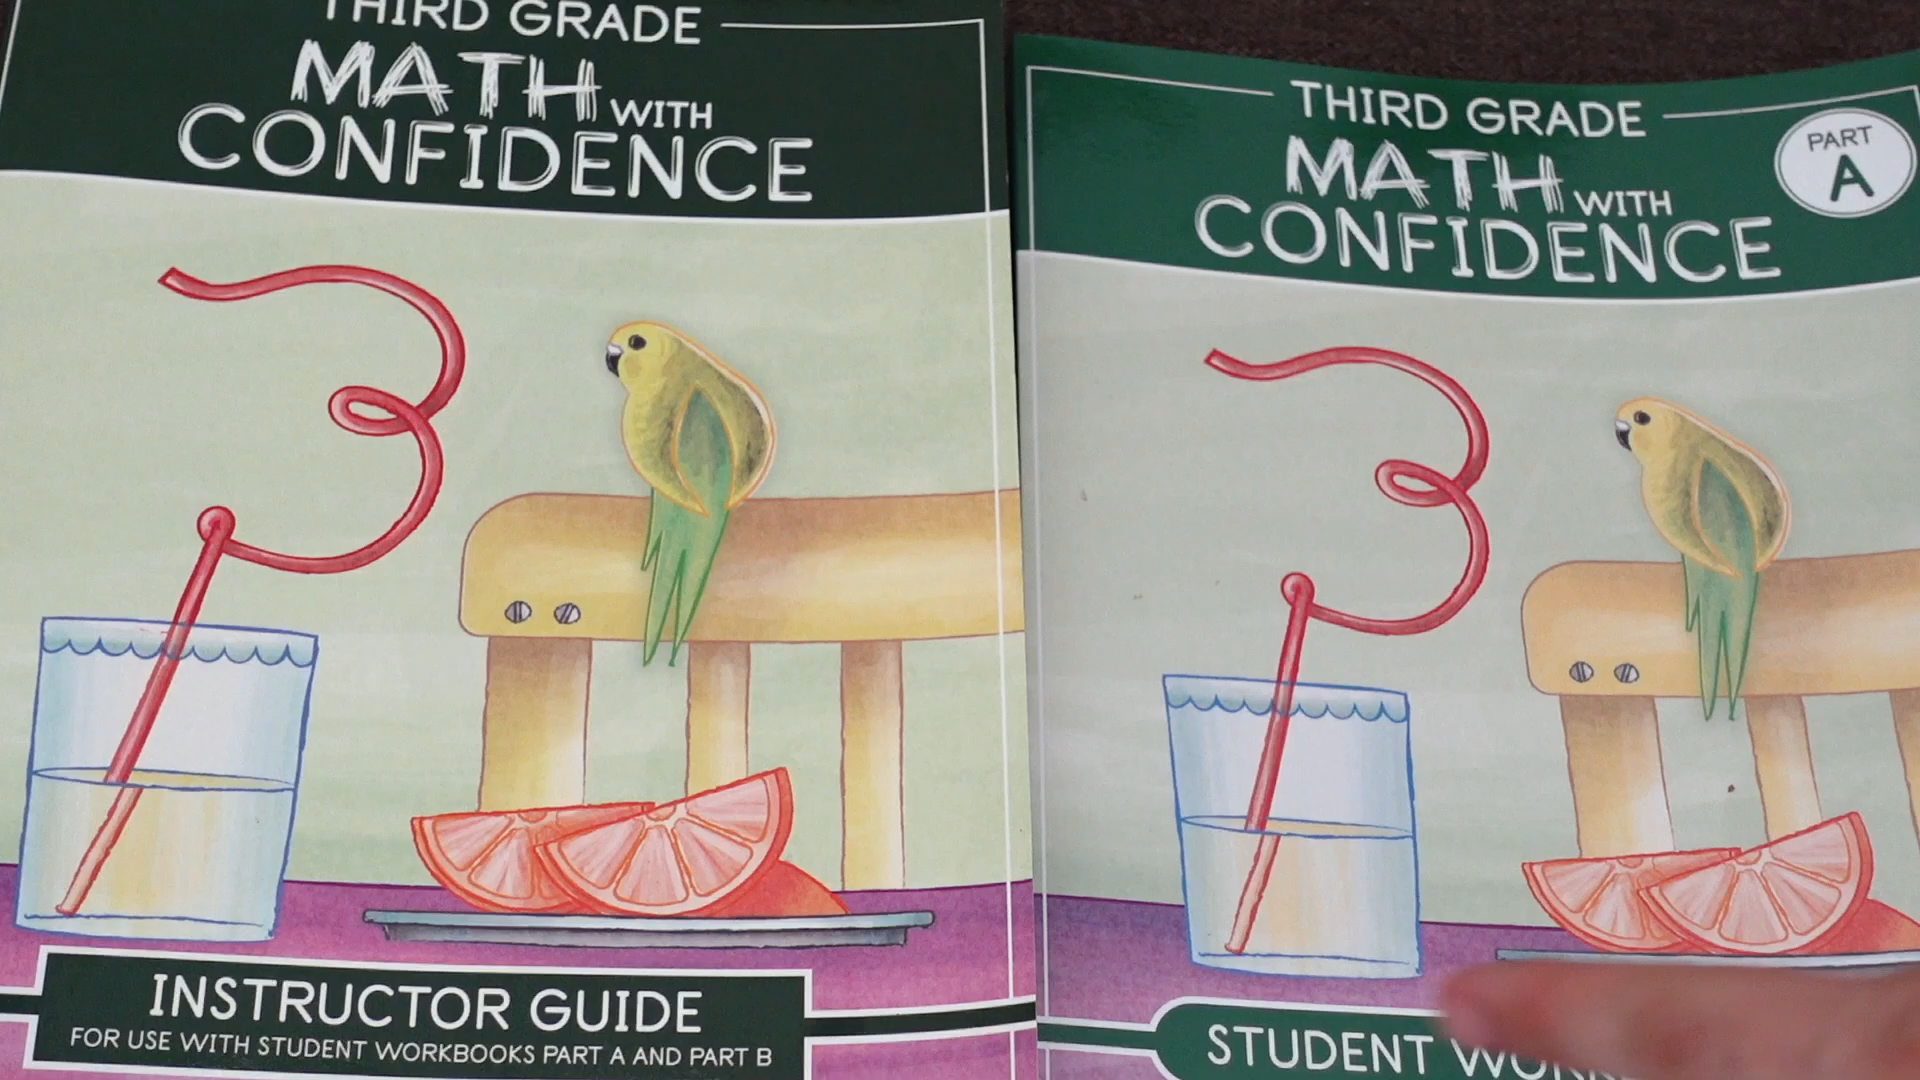 THIRD GRADE
MATH WITH
CONFIDENCE
INSTRUCTOR GUIDE
FOR USE WITH STUDENT WORKBOOKS PART A AND PART B
THIRD GRADE
MATH WITH
CONFIDENCE
PART
A
STUDENT